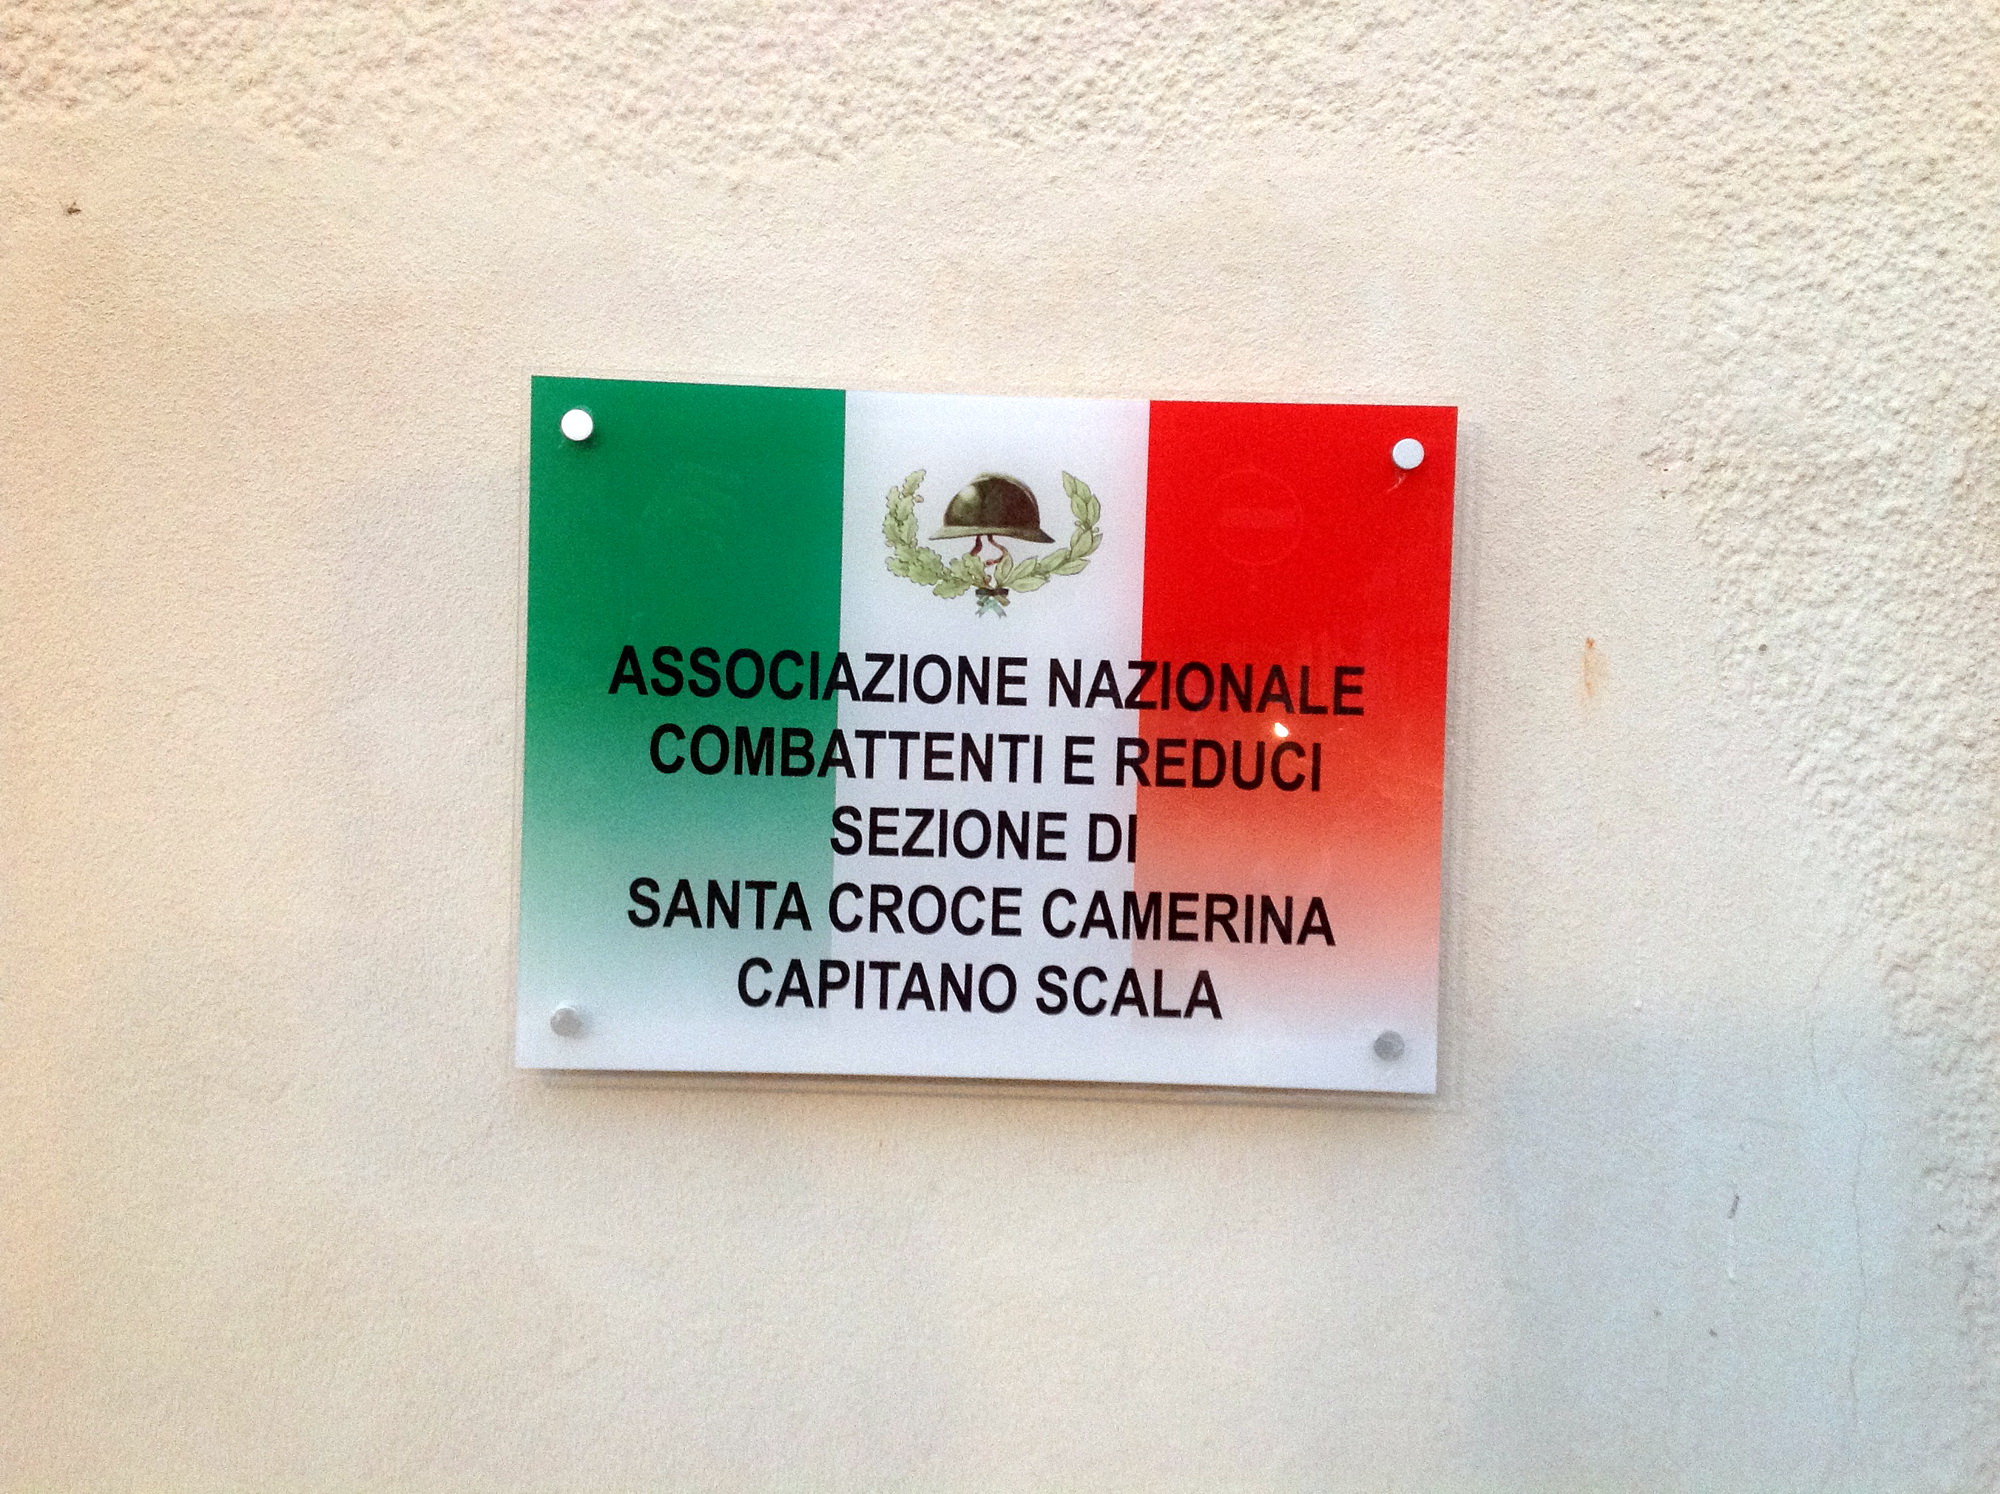 ASSOCIAZIONE NAZIONALE
COMBATTENTI E REDUCI
SEZIONE DI
SANTA CROCE CAMERINA
CAPITANO SCALA